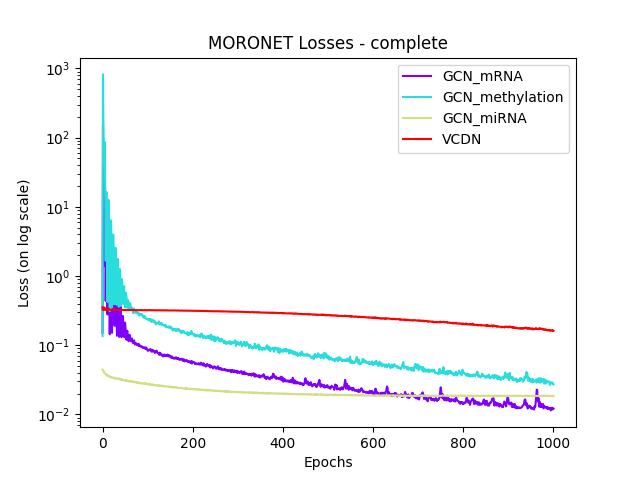 MORONET Losses - complete
GCN_mRNA
GCN_methylation
GCN_miRNA
VCDN
Loss (on log scale)
10³
10²
10¹
10⁰
10⁻¹
10⁻²
0 200 400 600 800 1000
Epochs